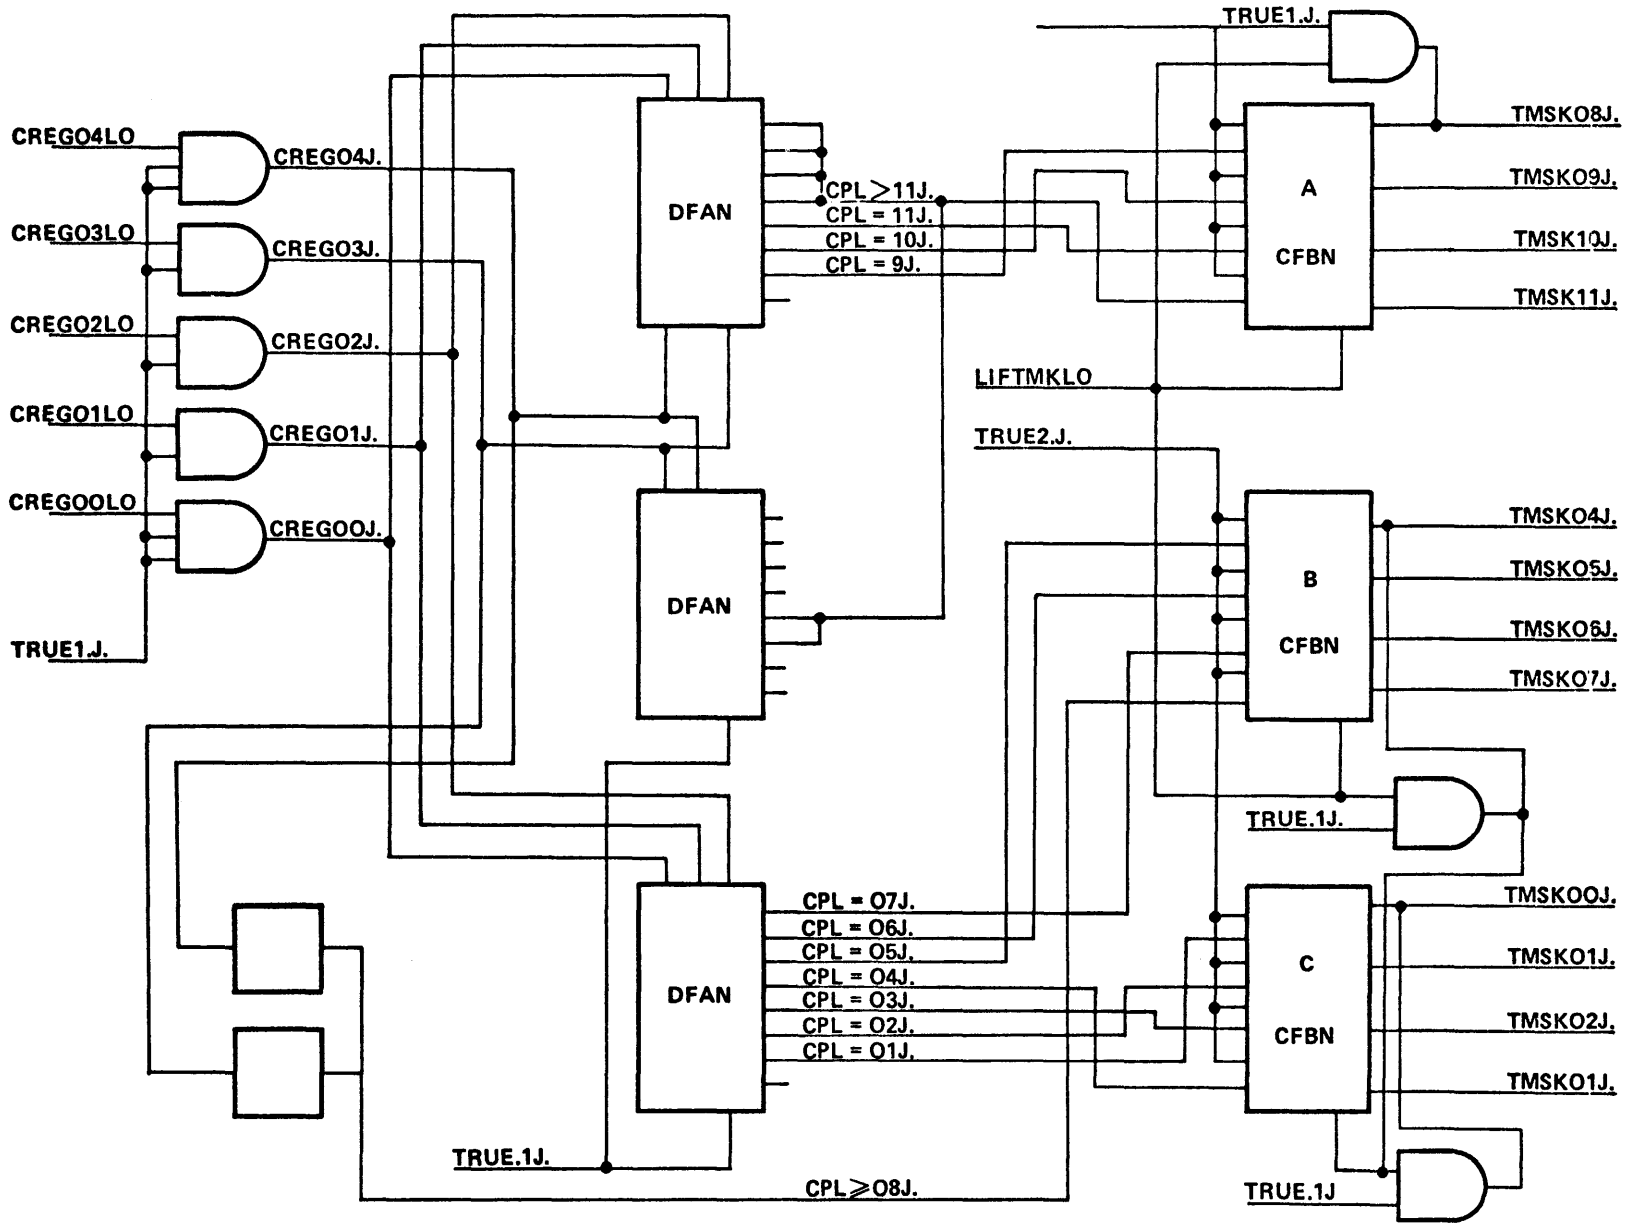 TRUE1.J.
CREGO4LO
CREGO4J.
TMSKO8J.
DFAN
CPL>11J.
CPL = 11J.
CPL = 10J.
CPL = 9J.
A
CFBN
TMSKO9J.
TMSK10J.
TMSK11J.
CREGO3LO
CREGO3J.
CREGO2LO
CREGO2J.
LIFTMKLO
CREGO1LO
CREGO1J.
TRUE2.J.
CREGOOLO
CREGOOJ.
TMSKO4J.
DFAN
B
CFBN
TMSKO5J.
TMSKO6J.
TMSKO7J.
TRUE1.J.
TRUE.1J.
CPL = O7J.
CPL = O6J.
CPL = O5J.
CPL = O4J.
CPL = O3J.
CPL = O2J.
CPL = O1J.
DFAN
C
CFBN
TMSKOOJ.
TMSKO1J.
TMSKO2J.
TMSKO1J.
TRUE.1J.
CPL⩾O8J.
TRUE.1J